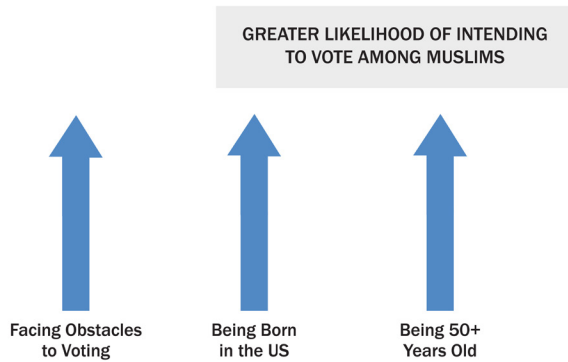 GREATER LIKELIHOOD OF INTENDING
TO VOTE AMONG MUSLIMS
Facing Obstacles
to Voting
Being Born
in the US
Being 50+
Years Old